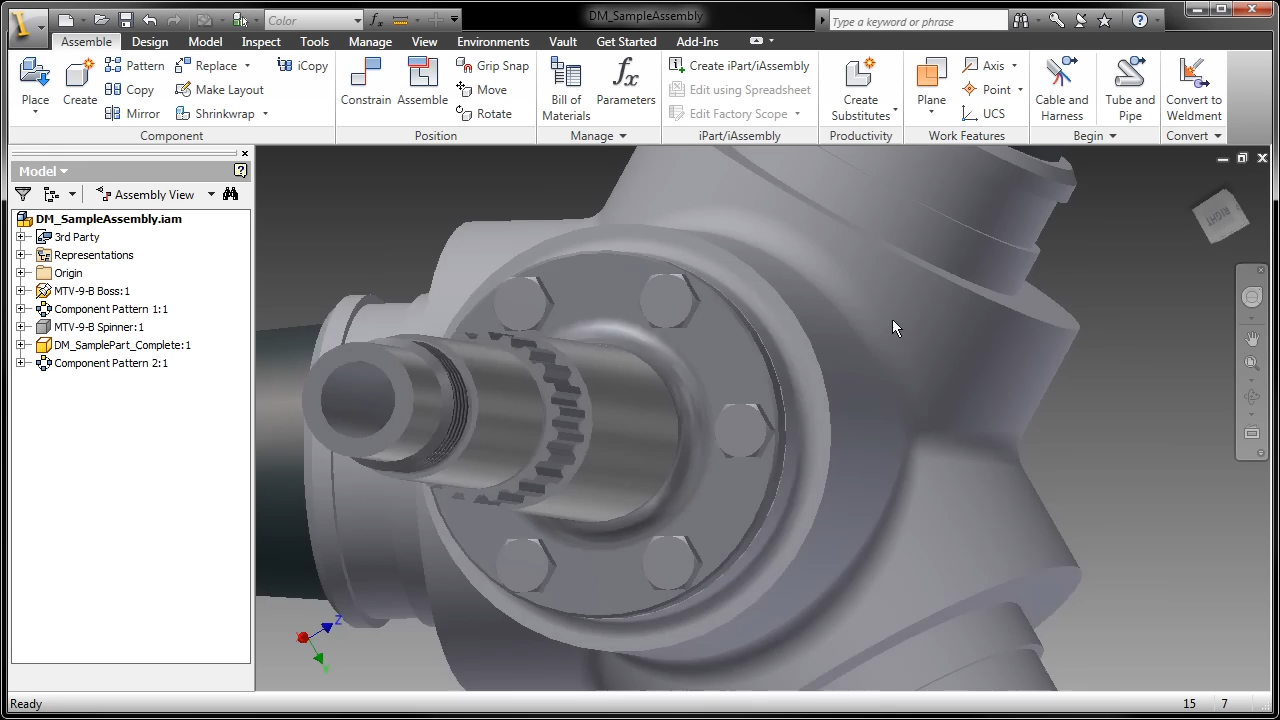 Color
DM_SampleAssembly
Type a keyword or phrase
Assemble Design Model Inspect Tools Manage View Environments Vault Get Started Add-Ins
Place
Create
Pattern
Copy
Mirror
Replace
Make Layout
Shrinkwrap
iCopy
Component
Constrain
Assemble
Grip Snap
Move
Rotate
Position
Bill of
Materials
fx
Parameters
Manage
Create iPart/iAssembly
Edit using Spreadsheet
Edit Factory Scope
iPart/iAssembly
Create
Substitutes
Productivity
Plane
Axis
Point
UCS
Work Features
Cable and
Harness
Tube and
Pipe
Begin
Convert to
Weldment
Convert
Model
Assembly View
DM_SampleAssembly.iam
3rd Party
Representations
Origin
MTV-9-B Boss:1
Component Pattern 1:1
MTV-9-B Spinner:1
DM_SamplePart_Complete:1
Component Pattern 2:1
RIGHT
Z
Y
Ready
15 7